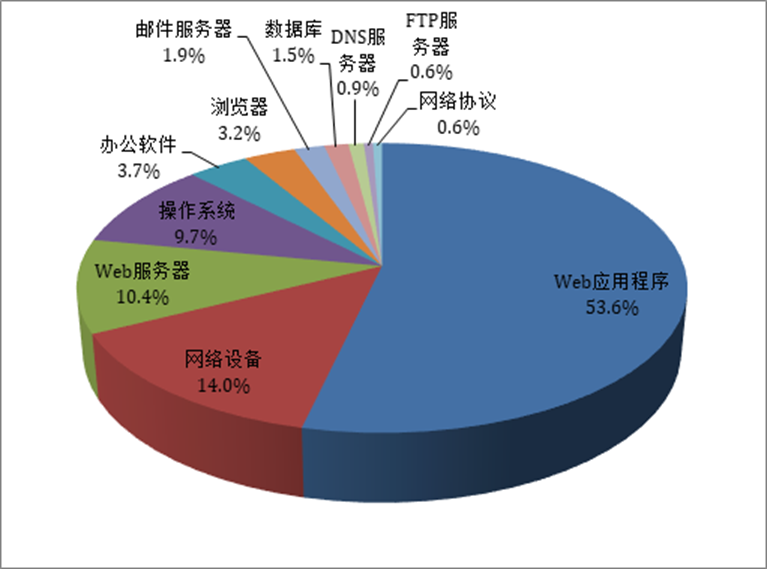 邮件服务器
1.9%
数据库
1.5%
DNS服
务器
0.9%
FTP服
务器
0.6%
网络协议
0.6%
浏览器
3.2%
办公软件
3.7%
操作系统
9.7%
Web服务器
10.4%
网络设备
14.0%
Web应用程序
53.6%